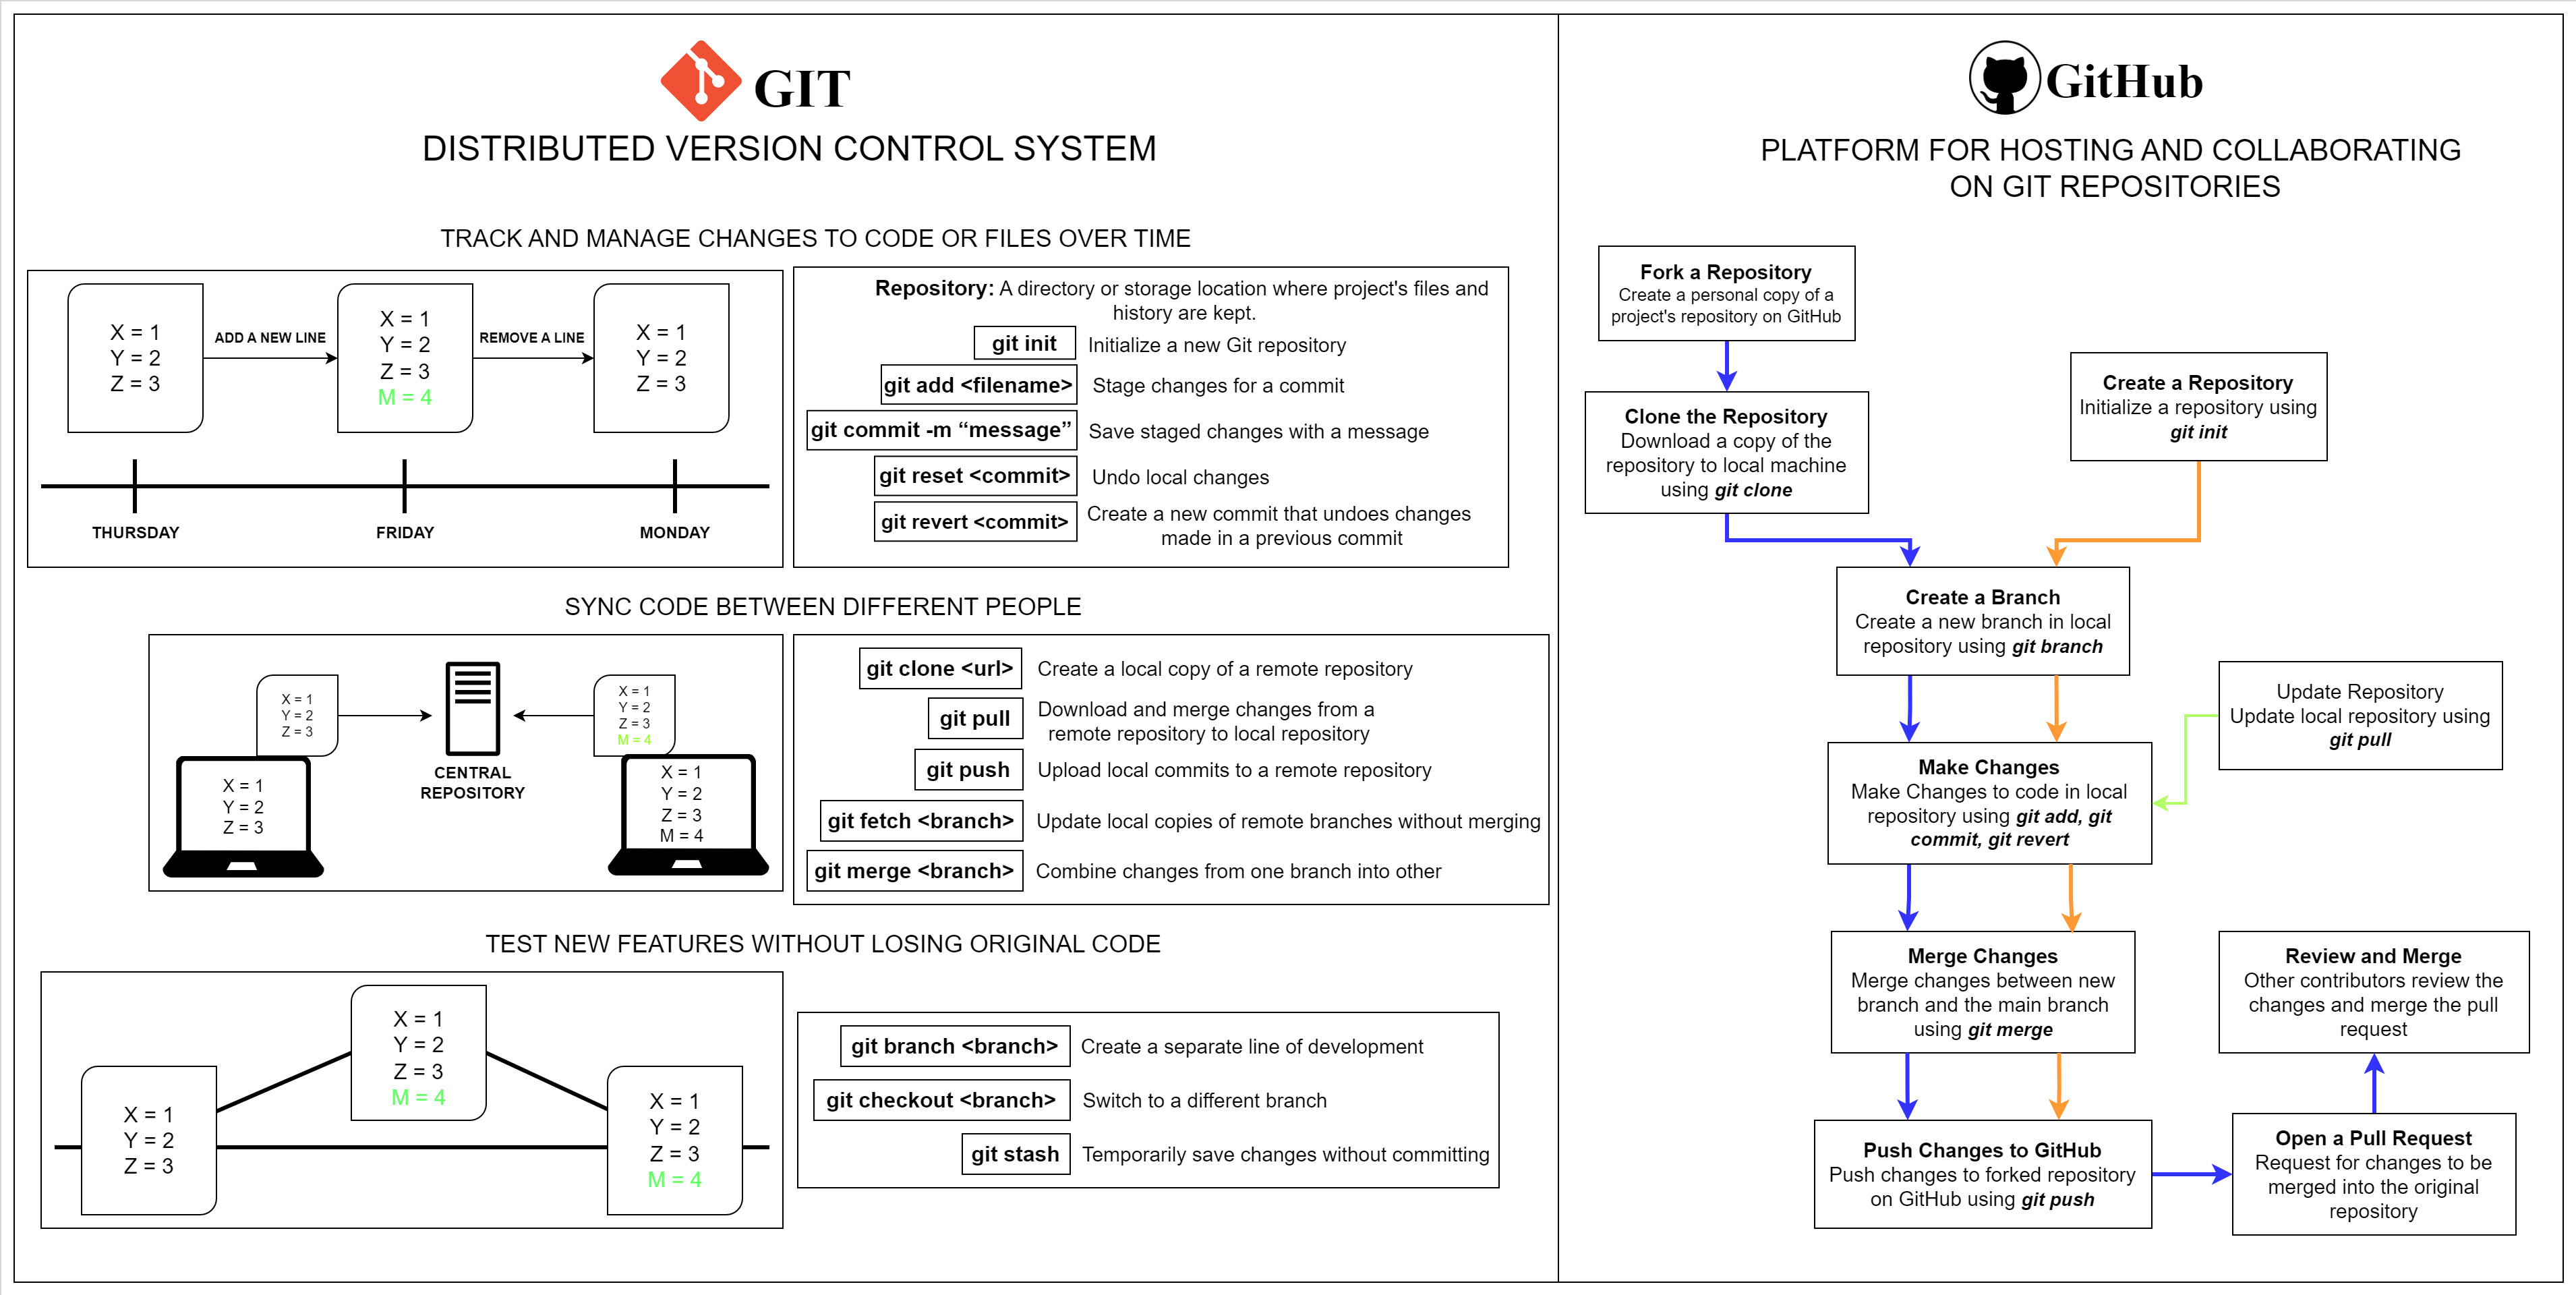 GIT
DISTRIBUTED VERSION CONTROL SYSTEM
TRACK AND MANAGE CHANGES TO CODE OR FILES OVER TIME
X = 1
Y = 2
Z = 3
ADD A NEW LINE
X = 1
Y = 2
Z = 3
M = 4
REMOVE A LINE
X = 1
Y = 2
Z = 3
THURSDAY
FRIDAY
MONDAY
Repository: A directory or storage location where project's files and
history are kept.
git init Initialize a new Git repository
git add <filename> Stage changes for a commit
git commit -m “message” Save staged changes with a message
git reset <commit> Undo local changes
git revert <commit> Create a new commit that undoes changes
made in a previous commit
SYNC CODE BETWEEN DIFFERENT PEOPLE
X = 1
Y = 2
Z = 3
X = 1
Y = 2
Z = 3
CENTRAL
REPOSITORY
X = 1
Y = 2
Z = 3
M = 4
X = 1
Y = 2
Z = 3
M = 4
git clone <url> Create a local copy of a remote repository
git pull Download and merge changes from a
remote repository to local repository
git push Upload local commits to a remote repository
git fetch <branch> Update local copies of remote branches without merging
git merge <branch> Combine changes from one branch into other
TEST NEW FEATURES WITHOUT LOSING ORIGINAL CODE
X = 1
Y = 2
Z = 3
X = 1
Y = 2
Z = 3
M = 4
X = 1
Y = 2
Z = 3
M = 4
git branch <branch> Create a separate line of development
git checkout <branch> Switch to a different branch
git stash Temporarily save changes without committing
GitHub
PLATFORM FOR HOSTING AND COLLABORATING
ON GIT REPOSITORIES
Fork a Repository
Create a personal copy of a
project's repository on GitHub
Clone the Repository
Download a copy of the
repository to local machine
using git clone
Create a Repository
Initialize a repository using
git init
Create a Branch
Create a new branch in local
repository using git branch
Update Repository
Update local repository using
git pull
Make Changes
Make Changes to code in local
repository using git add, git
commit, git revert
Merge Changes
Merge changes between new
branch and the main branch
using git merge
Push Changes to GitHub
Push changes to forked repository
on GitHub using git push
Open a Pull Request
Request for changes to be
merged into the original
repository
Review and Merge
Other contributors review the
changes and merge the pull
request